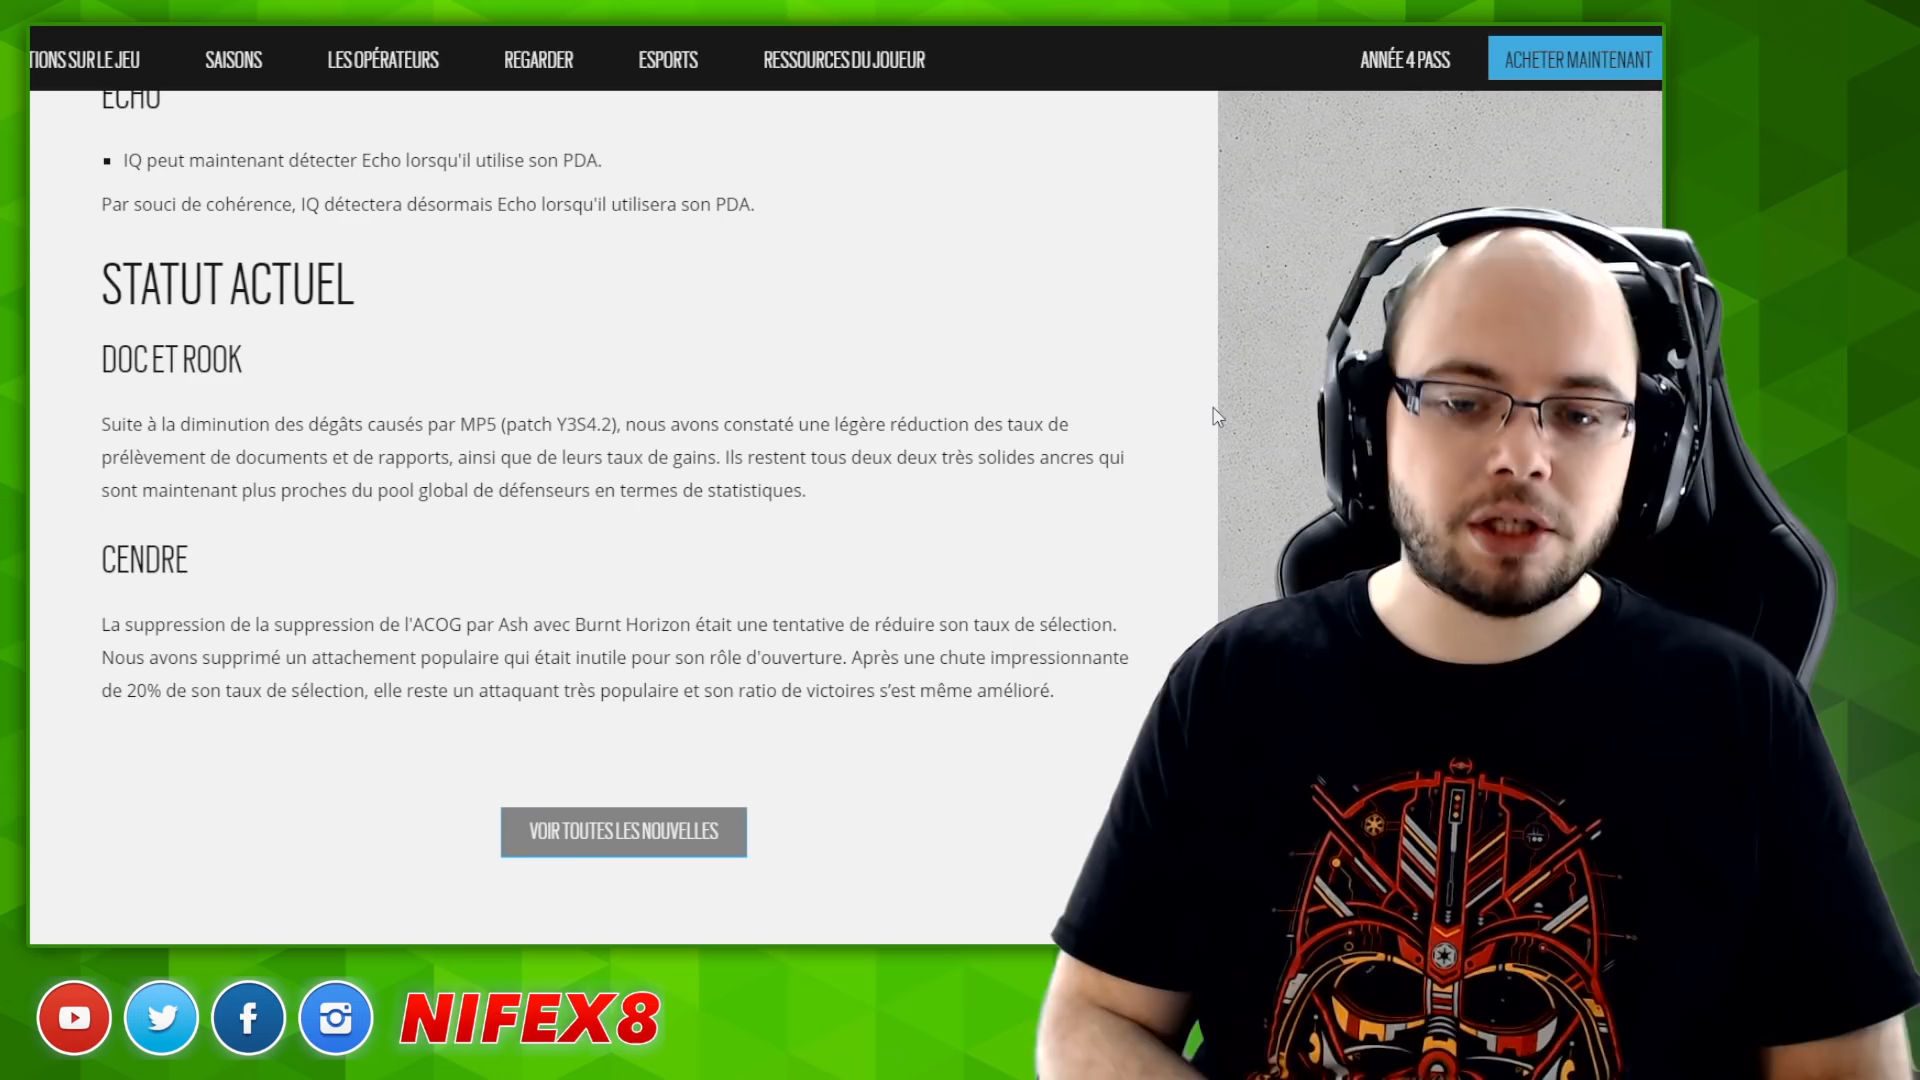 TIONS SUR LE JEU
SAISONS
LES OPÉRATEURS
REGARDER
ESPORTS
RESSOURCES DU JOUEUR
ANNÉE 4 PASS
ACHETER MAINTENANT
ECHO
IQ peut maintenant détecter Echo lorsqu'il utilise son PDA.
Par souci de cohérence, IQ détectera désormais Echo lorsqu'il utilisera son PDA.
STATUT ACTUEL
DOC ET ROOK
Suite à la diminution des dégâts causés par MP5 (patch Y3S4.2), nous avons constaté une légère réduction des taux de
prélèvement de documents et de rapports, ainsi que de leurs taux de gains. Ils restent tous deux deux très solides ancres qui
sont maintenant plus proches du pool global de défenseurs en termes de statistiques.
CENDRE
La suppression de la suppression de l'ACOG par Ash avec Burnt Horizon était une tentative de réduire son taux de sélection.
Nous avons supprimé un attachement populaire qui était inutile pour son rôle d'ouverture. Après une chute impressionnante
de 20% de son taux de sélection, elle reste un attaquant très populaire et son ratio de victoires s’est même amélioré.
VOIR TOUTES LES NOUVELLES
NIFEX8